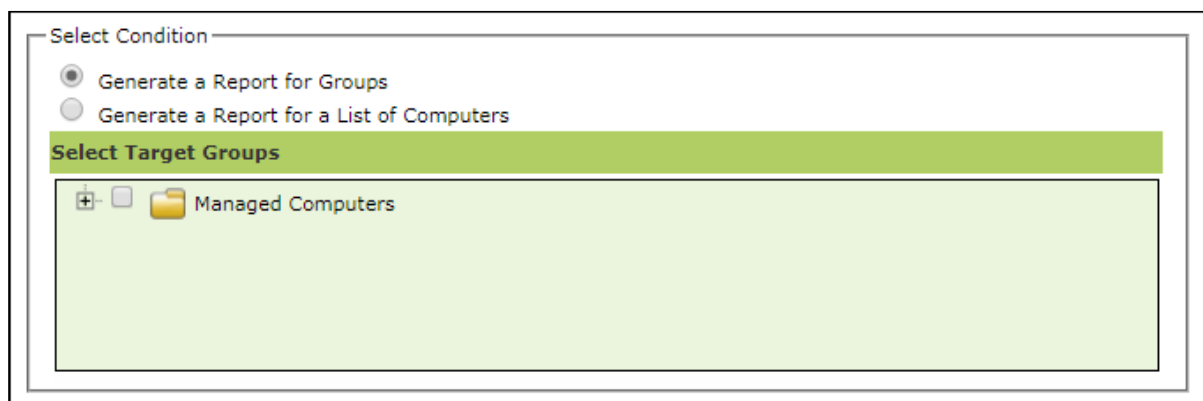 Select Condition
Generate a Report for Groups
Generate a Report for a List of Computers
Select Target Groups
Managed Computers